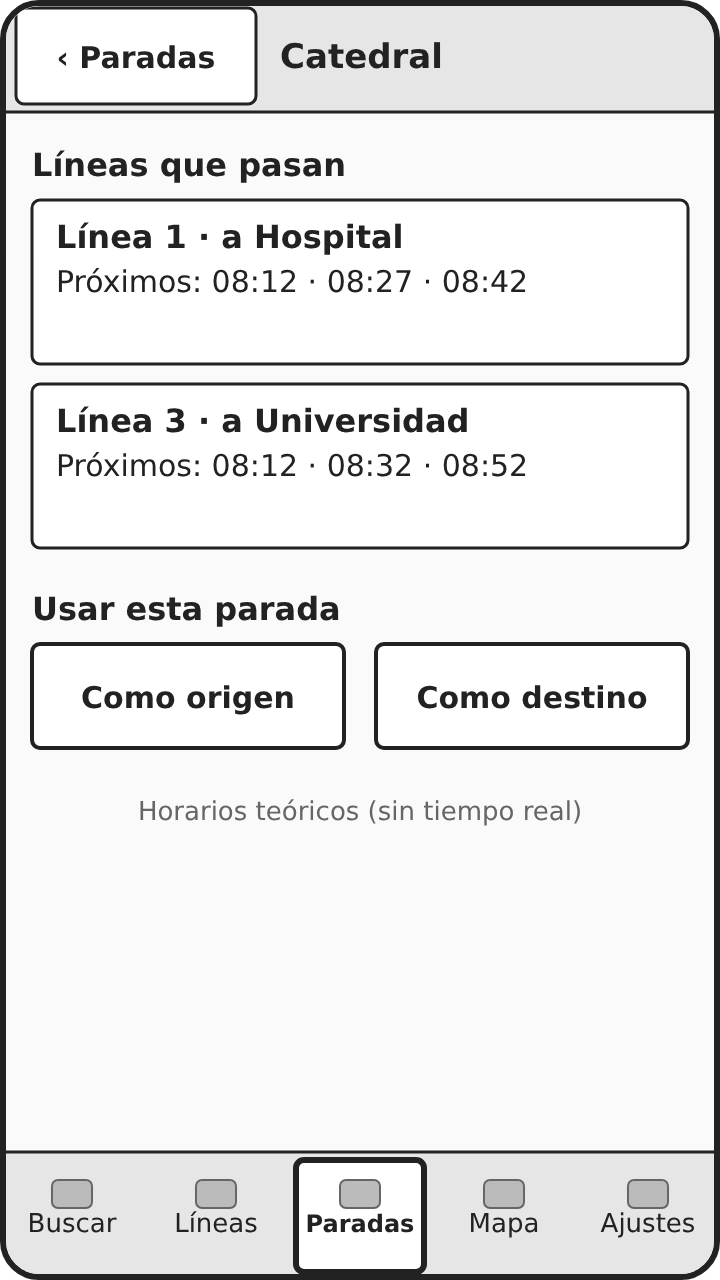 ‹ Paradas
Catedral
Líneas que pasan
Línea 1 · a Hospital
Próximos: 08:12 · 08:27 · 08:42
Línea 3 · a Universidad
Próximos: 08:12 · 08:32 · 08:52
Usar esta parada
Como origen
Como destino
Horarios teóricos (sin tiempo real)
Buscar
Líneas
Paradas
Mapa
Ajustes